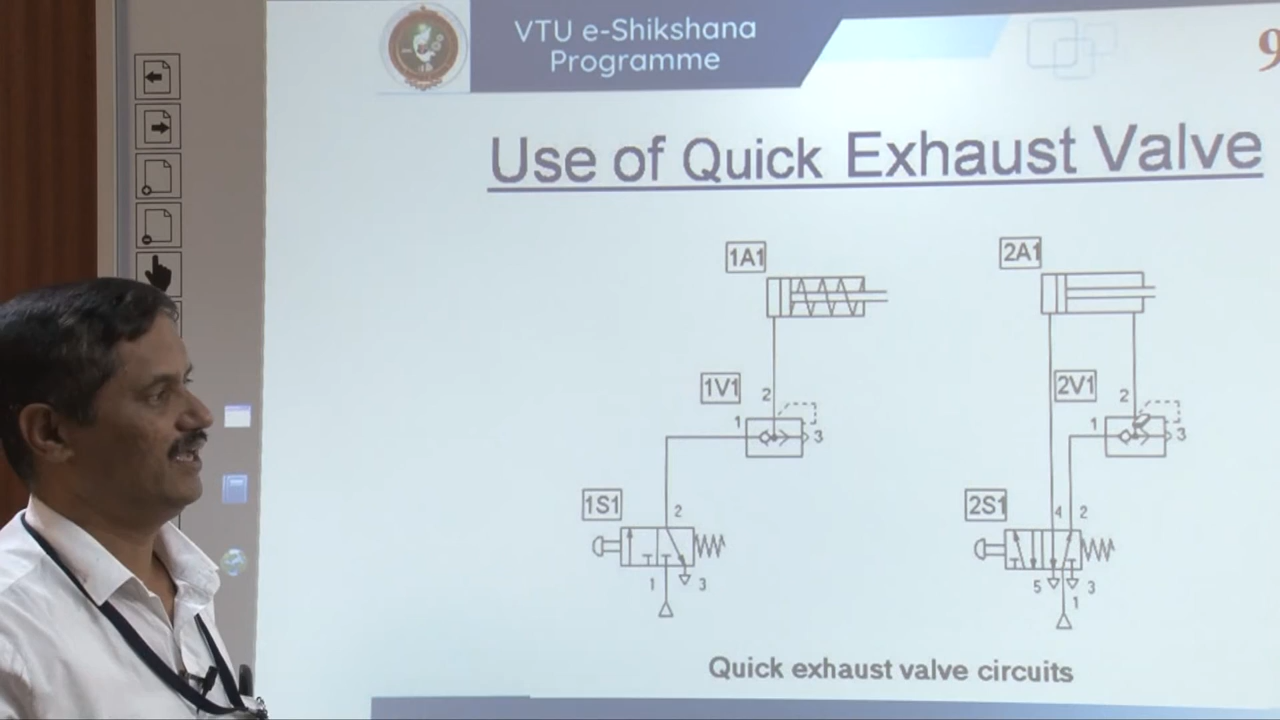 VTU e-Shikshana
Programme
9
Use of Quick Exhaust Valve
1A1
2A1
1V1
2
1
3
2V1
2
1
3
1S1
2
1
3
2S1
4
2
5
3
1
Quick exhaust valve circuits